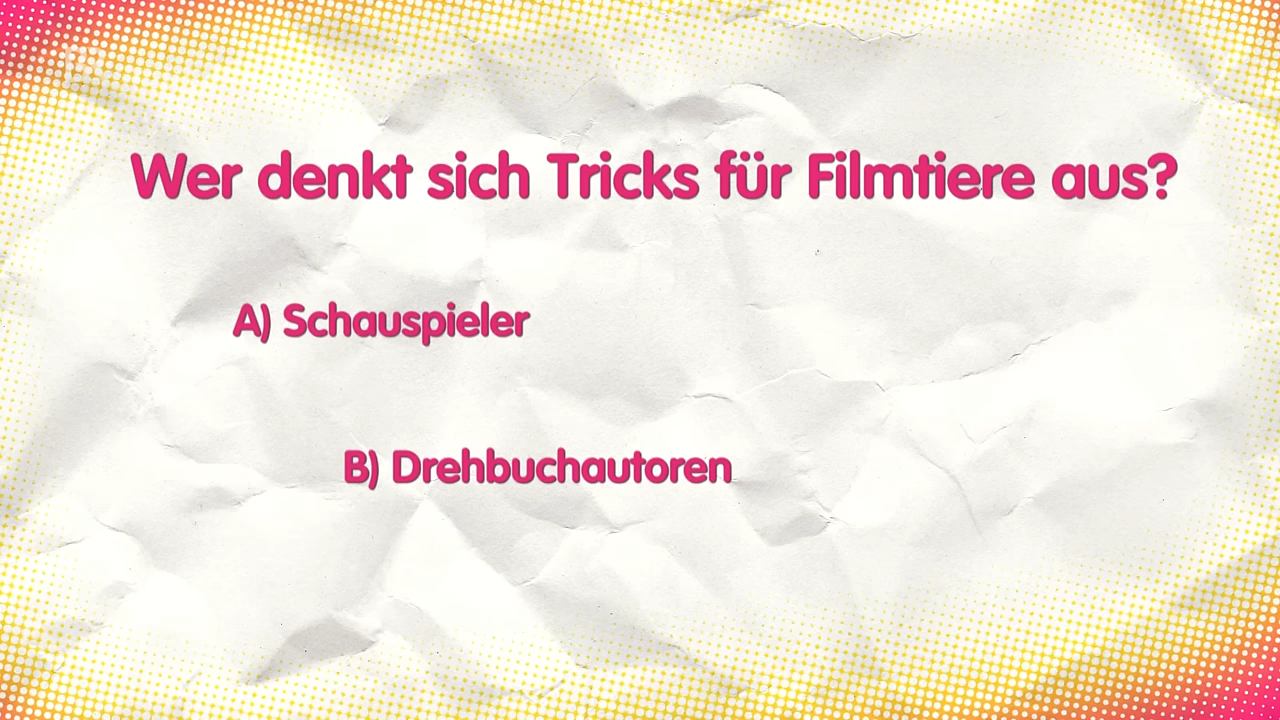 Wer denkt sich Tricks für Filmtiere aus?
A) Schauspieler
B) Drehbuchautoren